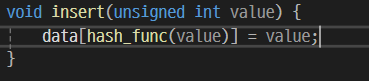 void insert(unsigned int value) {
    data[hash_func(value)] = value;
}